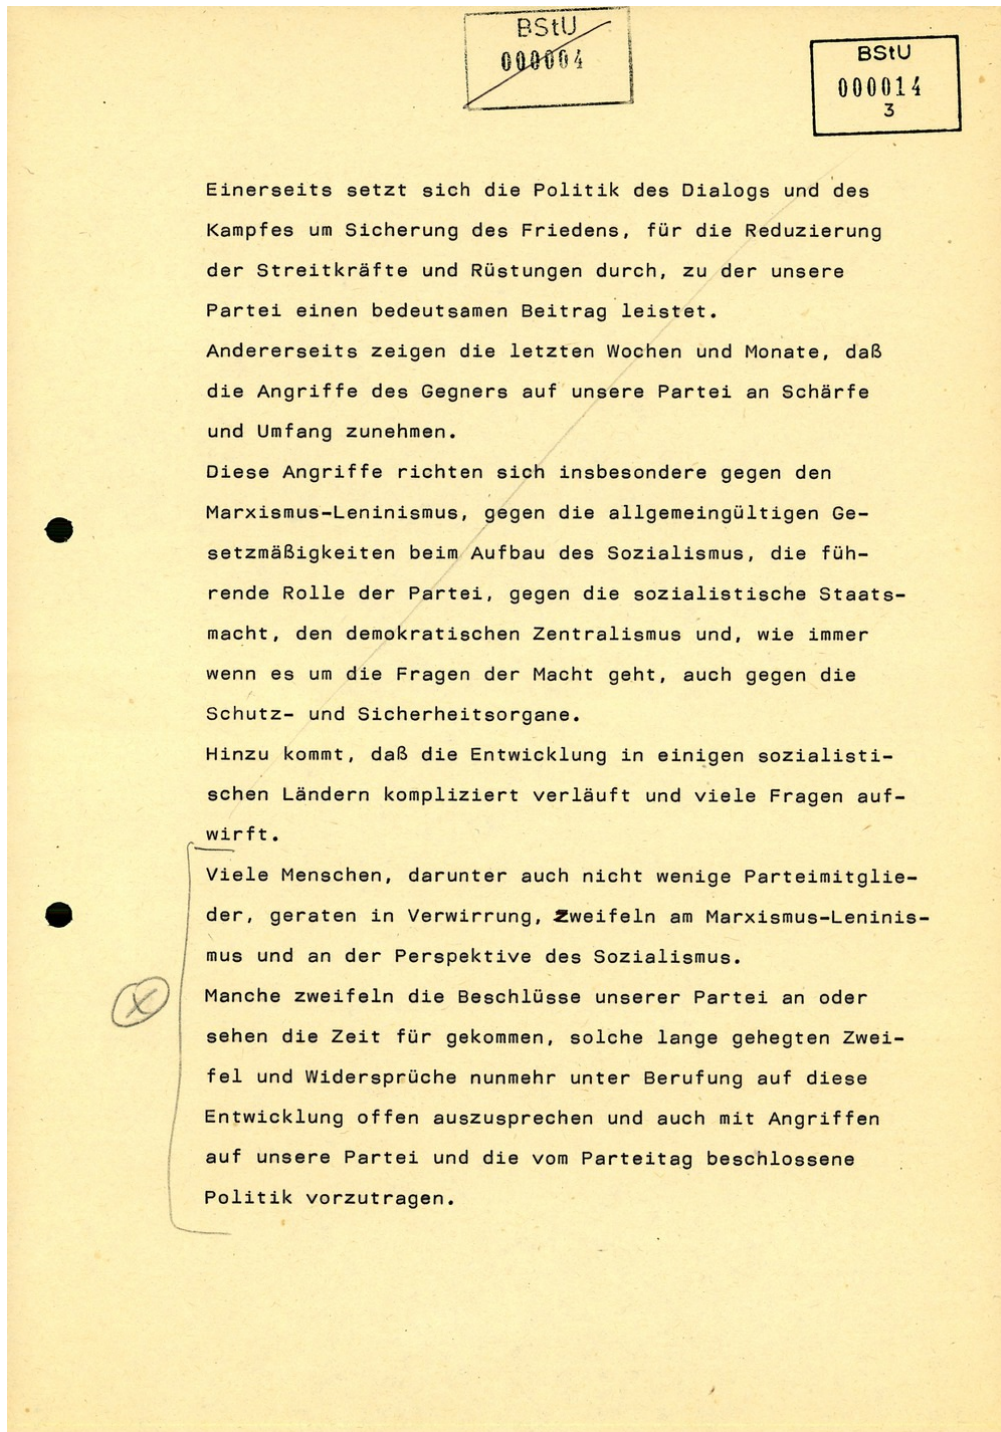 BStU
000004
BStU
000014
3
Einerseits setzt sich die Politik des Dialogs und des
Kampfes um Sicherung des Friedens, für die Reduzierung
der Streitkräfte und Rüstungen durch, zu der unsere
Partei einen bedeutsamen Beitrag leistet.
Andererseits zeigen die letzten Wochen und Monate, daß
die Angriffe des Gegners auf unsere Partei an Schärfe
und Umfang zunehmen.
Diese Angriffe richten sich insbesondere gegen den
Marxismus-Leninismus, gegen die allgemeingültigen Ge-
setzmäßigkeiten beim Aufbau des Sozialismus, die füh-
rende Rolle der Partei, gegen die sozialistische Staats-
macht, den demokratischen Zentralismus und, wie immer
wenn es um die Fragen der Macht geht, auch gegen die
Schutz- und Sicherheitsorgane.
Hinzu kommt, daß die Entwicklung in einigen sozialisti-
schen Ländern kompliziert verläuft und viele Fragen auf-
wirft.
Viele Menschen, darunter auch nicht wenige Parteimitglie-
der, geraten in Verwirrung, Zweifeln am Marxismus-Leninis-
mus und an der Perspektive des Sozialismus.
Manche zweifeln die Beschlüsse unserer Partei an oder
sehen die Zeit für gekommen, solche lange gehegten Zwei-
fel und Widersprüche nunmehr unter Berufung auf diese
Entwicklung offen auszusprechen und auch mit Angriffen
auf unsere Partei und die vom Parteitag beschlossene
Politik vorzutragen.